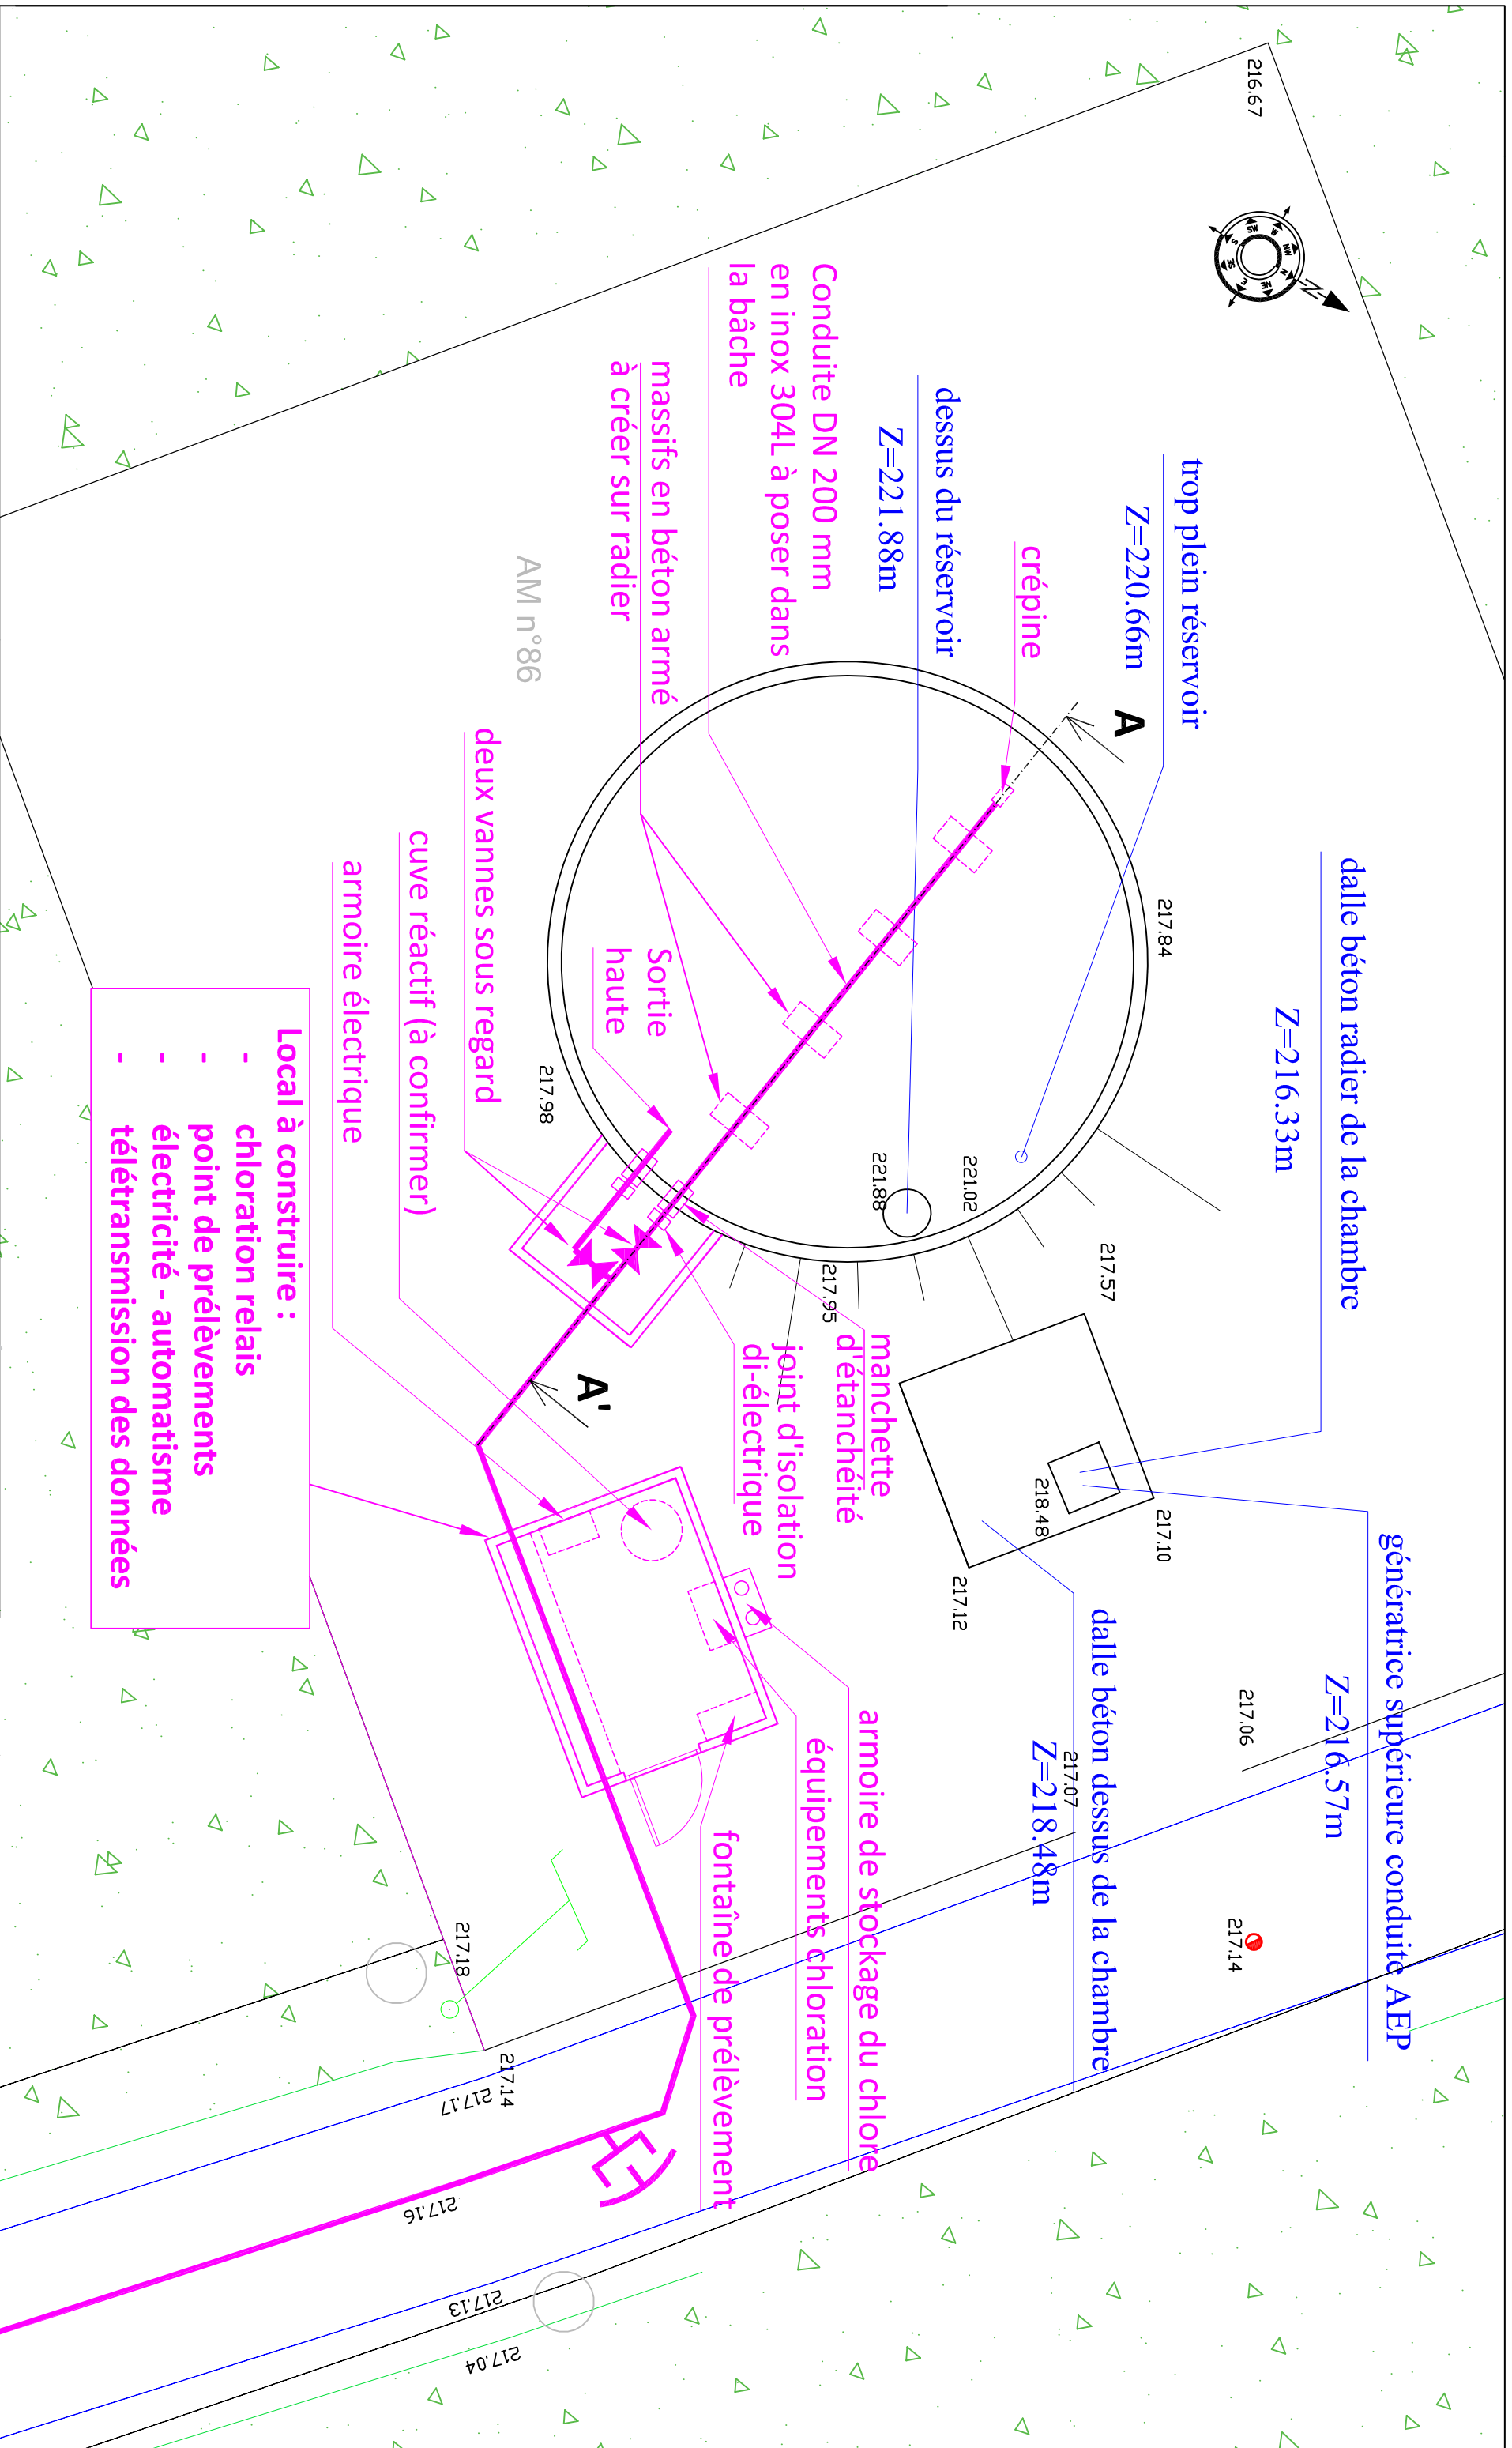 216.67
N
NE
E
SE
S
SW
W
NW
N
génératrice supérieure conduite AEP
Z=216.57m
dalle béton radier de la chambre
Z=216.33m
trop plein réservoir
Z=220.66m
A
crépine
dessus du réservoir
Z=221.88m
Conduite DN 200 mm
en inox 304L à poser dans
la bâche
massifs en béton armé
à créer sur radier
AM n°86
217.84
217.57
217.10
217.06
217.14
218.48
217.12
217.07
dalle béton dessus de la chambre
Z=218.48m
221.02
221.88
217.95
217.98
Sortie
haute
deux vannes sous regard
cuve réactif (à confirmer)
armoire électrique
manchette
d'étanchéité
joint d'isolation
di-électrique
A'
armoire de stockage du chlore
équipements chloration
fontaîne de prélèvement
Local à construire :
- chloration relais
- point de prélèvements
- électricité - automatisme
- télétransmission des données
217.18
217.14
217.17
217.16
217.13
217.04